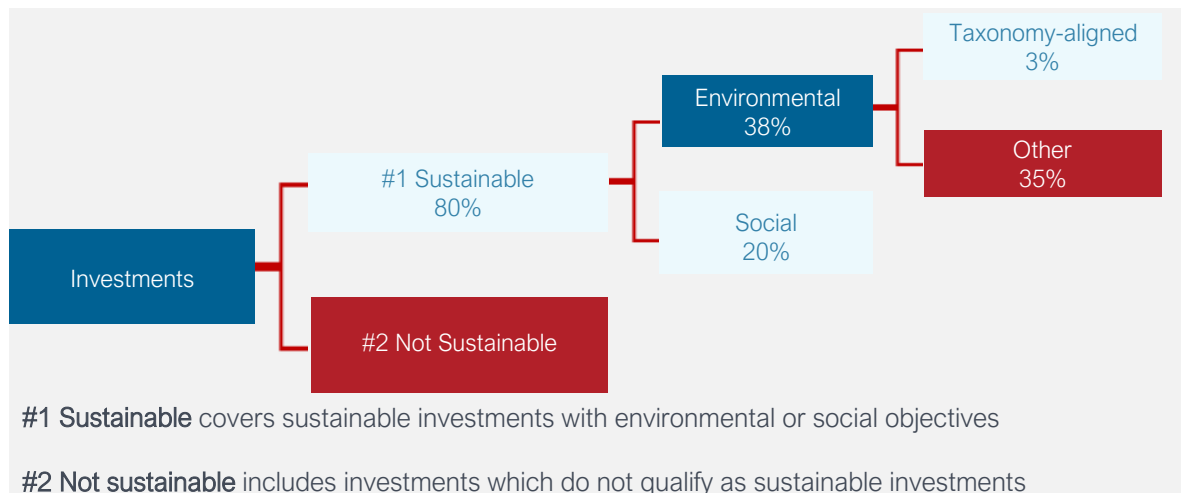 Taxonomy-aligned
3%
Environmental
38%
Other
35%
#1 Sustainable
80%
Social
20%
Investments
#2 Not Sustainable
#1 Sustainable covers sustainable investments with environmental or social objectives
#2 Not sustainable includes investments which do not qualify as sustainable investments